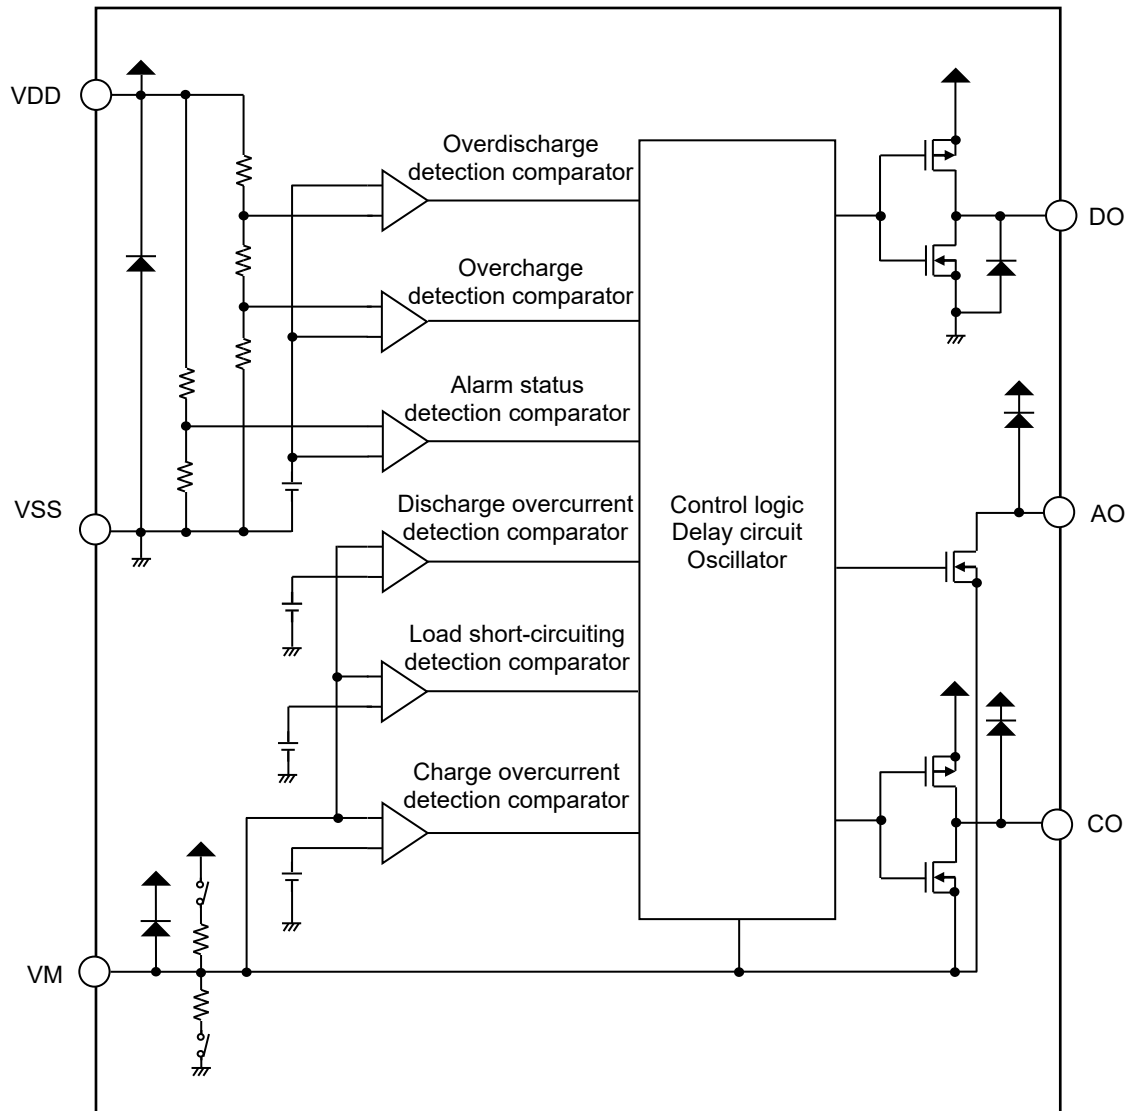 VDD
Overdischarge
detection comparator
DO
Overcharge
detection comparator
Alarm status
detection comparator
VSS
Discharge overcurrent
detection comparator
Control logic
Delay circuit
Oscillator
AO
Load short-circuiting
detection comparator
Charge overcurrent
detection comparator
CO
VM